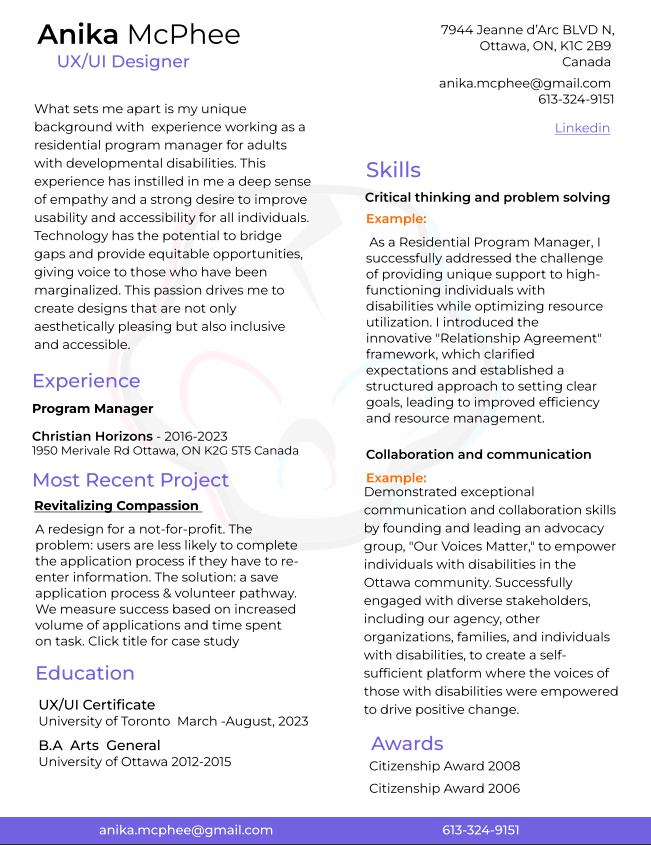 Anika McPhee
UX/UI Designer
7944 Jeanne d’Arc BLVD N,
Ottawa, ON, K1C 2B9
Canada
anika.mcphee@gmail.com
613-324-9151
Linkedin
What sets me apart is my unique
background with experience working as a
residential program manager for adults
with developmental disabilities. This
experience has instilled in me a deep sense
of empathy and a strong desire to improve
usability and accessibility for all individuals.
Technology has the potential to bridge
gaps and provide equitable opportunities,
giving voice to those who have been
marginalized. This passion drives me to
create designs that are not only
aesthetically pleasing but also inclusive
and accessible.
Experience
Program Manager
Christian Horizons - 2016-2023
1950 Merivale Rd Ottawa, ON K2G 5T5 Canada
Most Recent Project
Revitalizing Compassion
A redesign for a not-for-profit. The
problem: users are less likely to complete
the application process if they have to re-
enter information. The solution: a save
application process & volunteer pathway.
We measure success based on increased
volume of applications and time spent
on task. Click title for case study
Education
UX/UI Certificate
University of Toronto March -August, 2023
B.A Arts General
University of Ottawa 2012-2015
Skills
Critical thinking and problem solving
Example:
As a Residential Program Manager, I
successfully addressed the challenge
of providing unique support to high-
functioning individuals with
disabilities while optimizing resource
utilization. I introduced the
innovative "Relationship Agreement"
framework, which clarified
expectations and established a
structured approach to setting clear
goals, leading to improved efficiency
and resource management.
Collaboration and communication
Example:
Demonstrated exceptional
communication and collaboration skills
by founding and leading an advocacy
group, "Our Voices Matter," to empower
individuals with disabilities in the
Ottawa community. Successfully
engaged with diverse stakeholders,
including our agency, other
organizations, families, and individuals
with disabilities, to create a self-
sufficient platform where the voices of
those with disabilities were empowered
to drive positive change.
Awards
Citizenship Award 2008
Citizenship Award 2006
anika.mcphee@gmail.com
613-324-9151